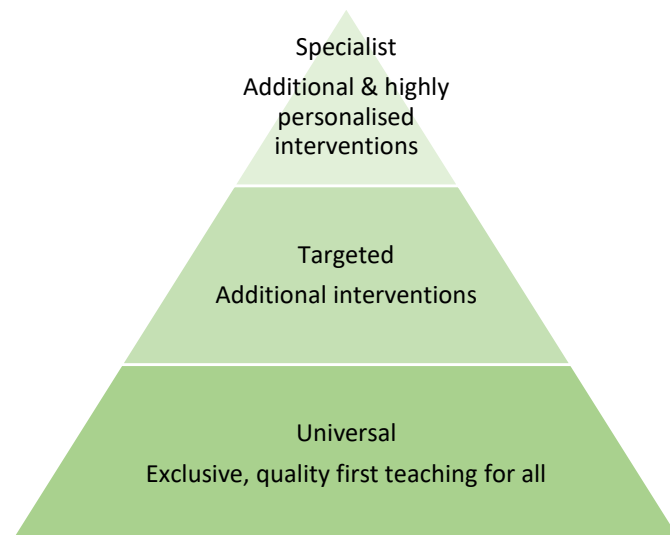 Specialist
Additional & highly
personalised
interventions
Targeted
Additional interventions
Universal
Exclusive, quality first teaching for all